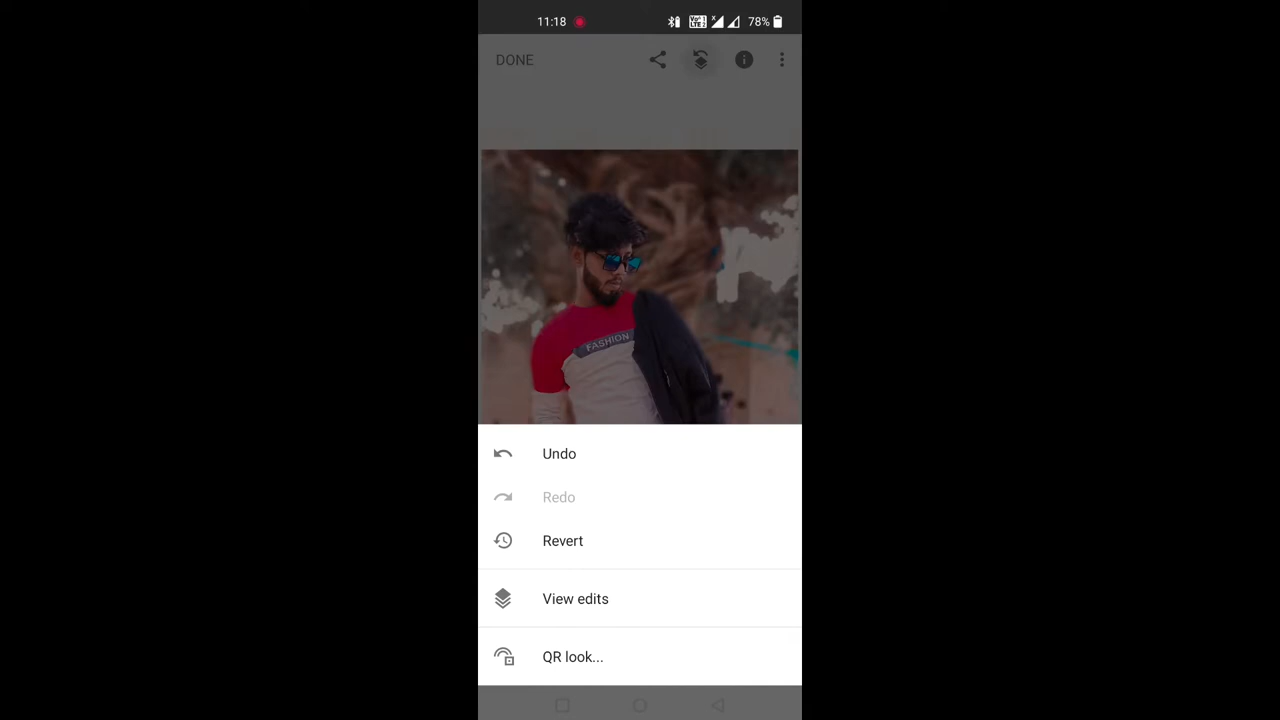 11:18 78%
DONE
FASHION
Undo
Redo
Revert
View edits
QR look...